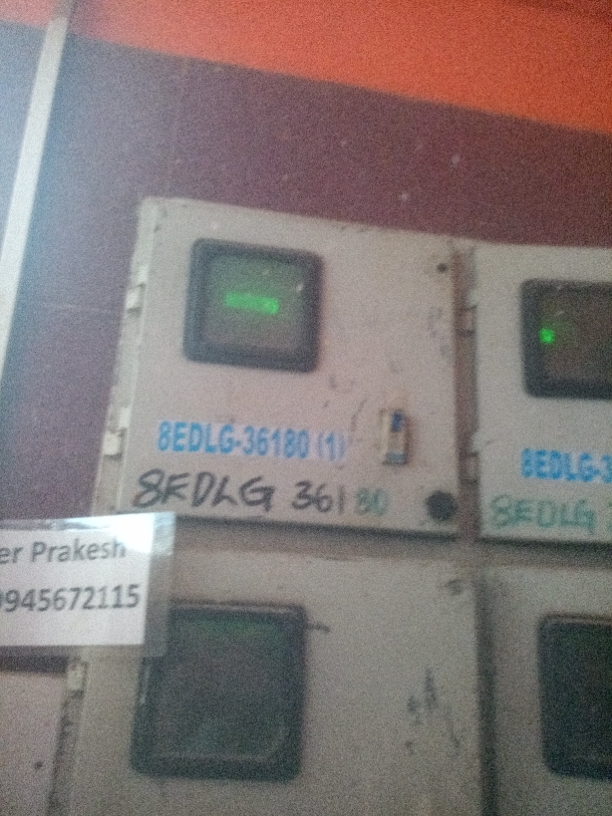 8EDLG-36180 (1)
8EDLG 36180
8EDLG-3
8EDLG
er Prakesh
9945672115